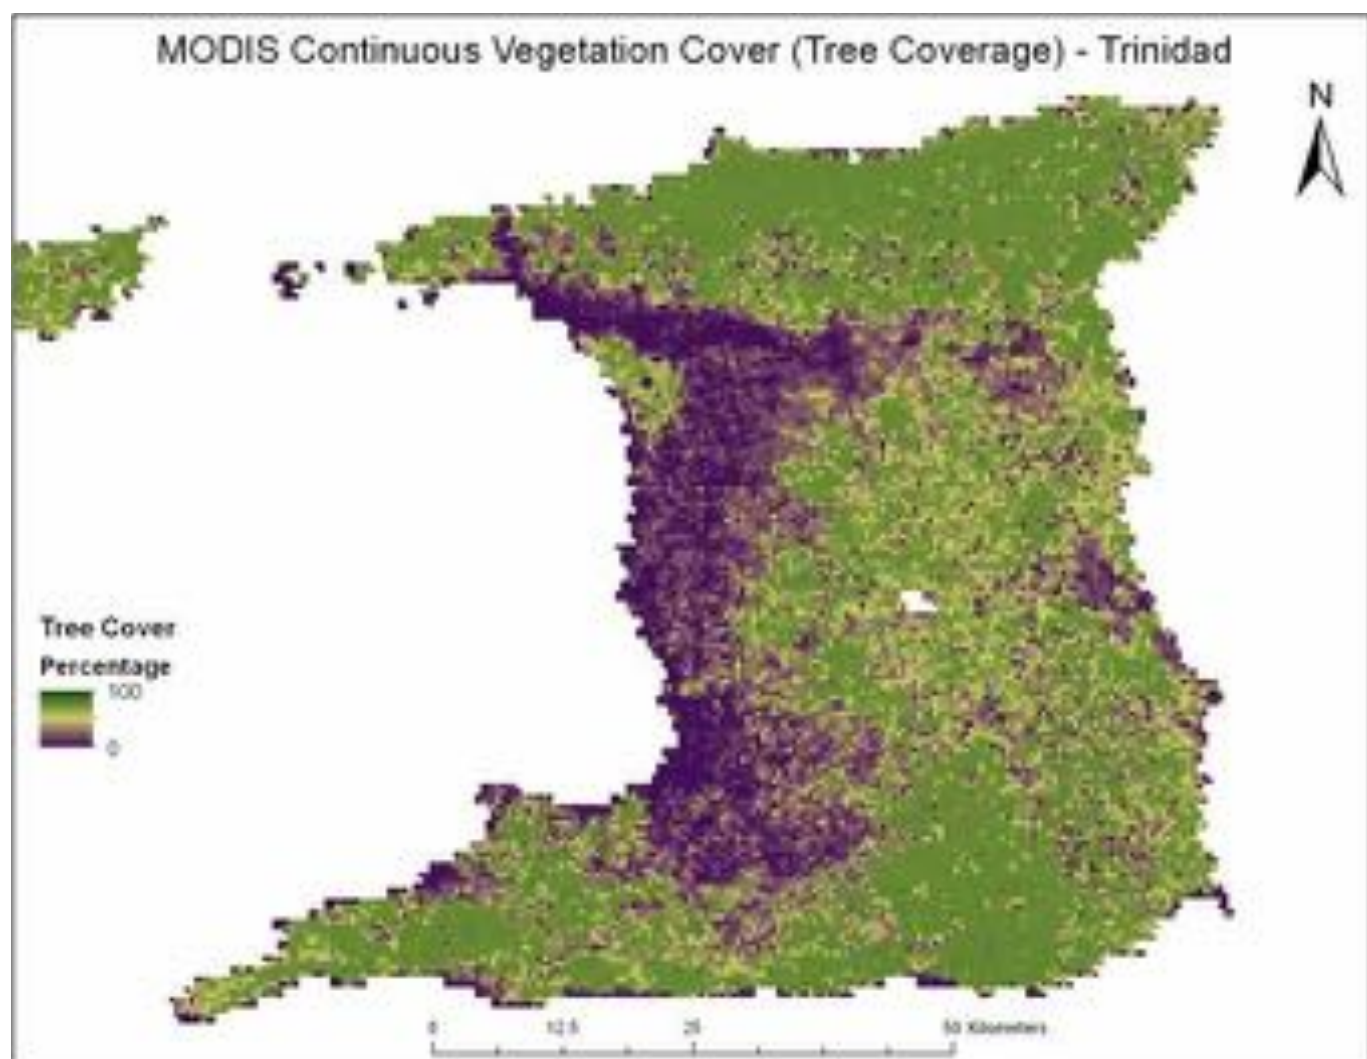 MODIS Continuous Vegetation Cover (Tree Coverage) - Trinidad
N
Tree Cover
Percentage
100
0
0 12.5 25 50 Kilometers